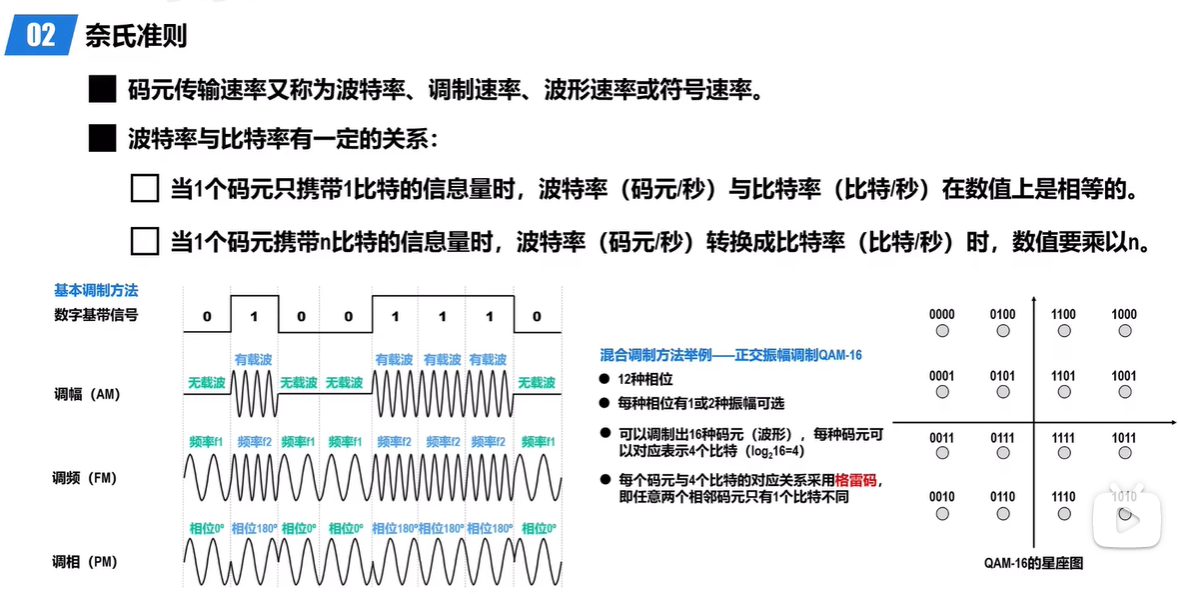 02 奈氏准则
码元传输速率又称为波特率、调制速率、波形速率或符号速率。
波特率与比特率有一定的关系：
当1个码元只携带1比特的信息量时，波特率（码元/秒）与比特率（比特/秒）在数值上是相等的。
当1个码元携带n比特的信息量时，波特率（码元/秒）转换成比特率（比特/秒）时，数值要乘以n。
基本调制方法
数字基带信号 0 1 0 0 1 1 1 0
有载波 有载波 有载波 有载波
无载波 无载波 无载波 无载波
调幅（AM）
频率f1 频率f2 频率f1 频率f1 频率f2 频率f2 频率f2 频率f1
调频（FM）
相位0° 相位180° 相位0° 相位0° 相位180° 相位180° 相位180° 相位0°
调相（PM）
混合调制方法举例——正交振幅调制QAM-16
12种相位
每种相位有1或2种振幅可选
可以调制出16种码元（波形），每种码元可
以对应表示4个比特（log₂16=4）
每个码元与4个比特的对应关系采用格雷码，
即任意两个相邻码元只有1个比特不同
0000 0100 1100 1000
0001 0101 1101 1001
0011 0111 1111 1011
0010 0110 1110 1010
QAM-16的星座图